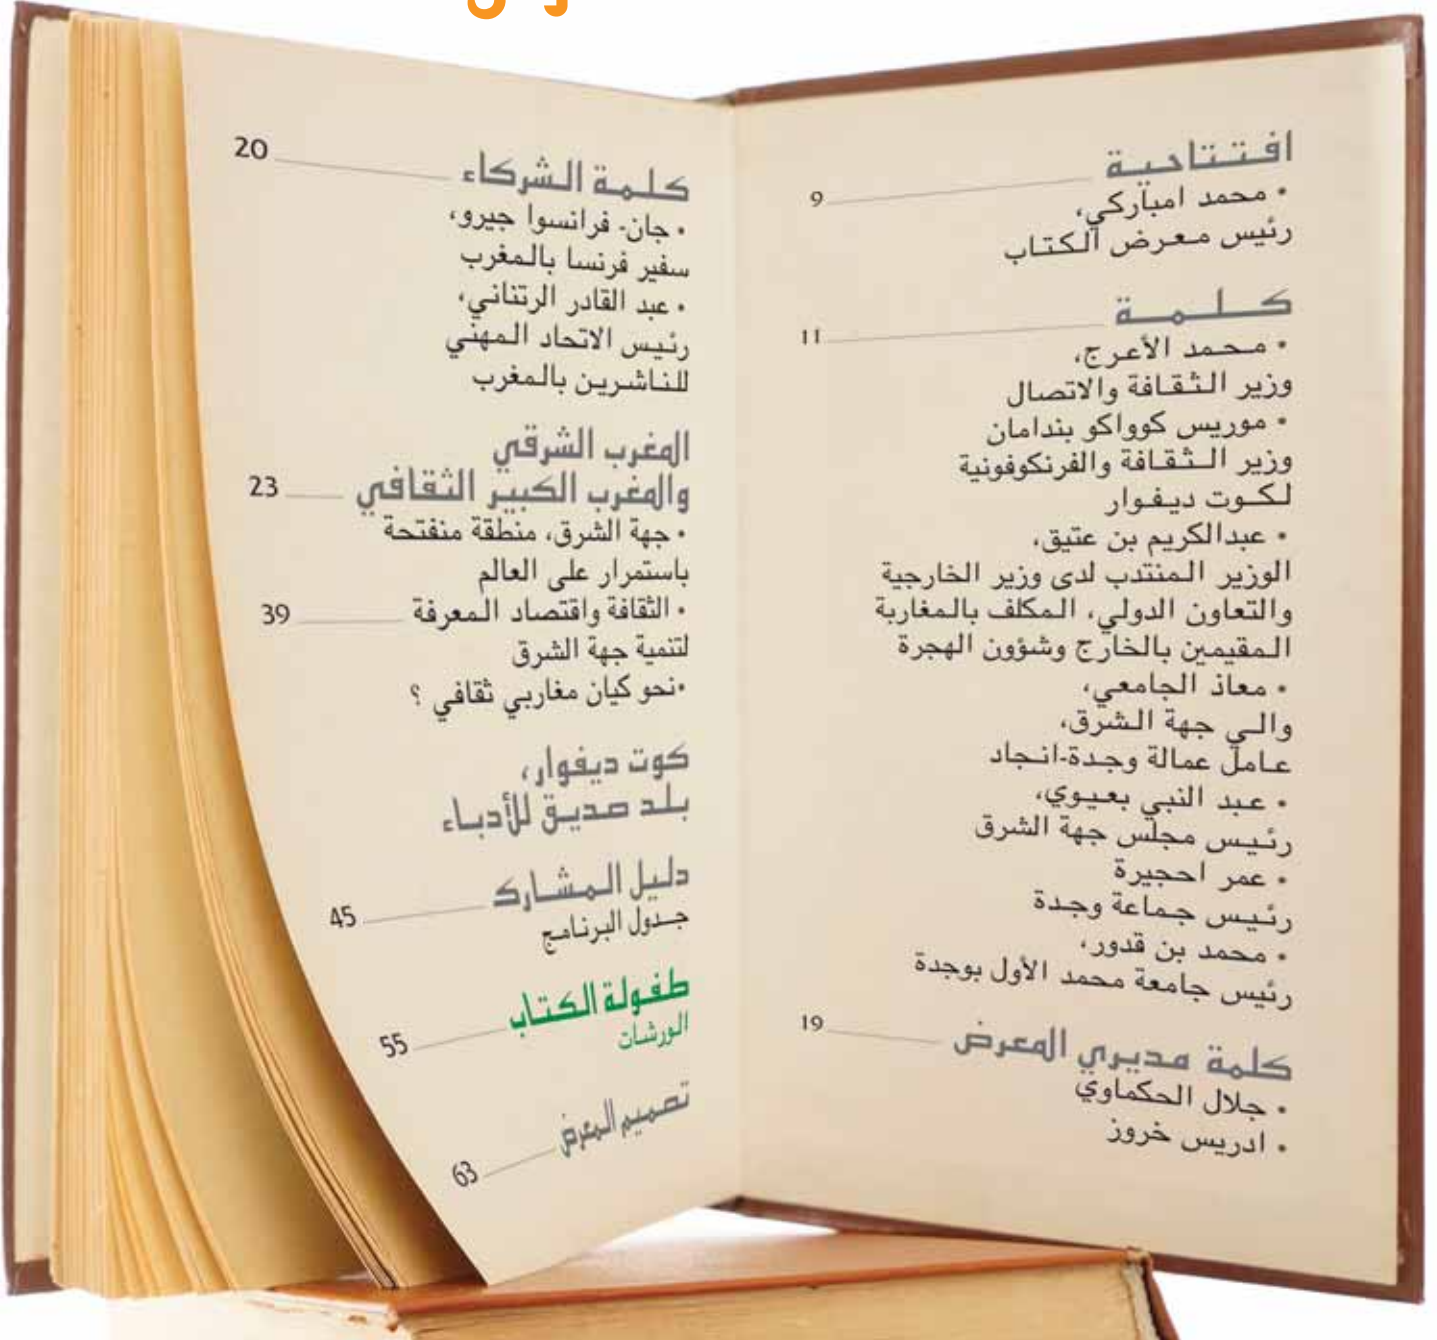 افتتاحية 9
• محمد امباركي،
رئيس معرض الكتاب
كلمة 11
• محمد الأعرج،
وزير الثقافة والاتصال
• موريس كوواكو بندامان
وزير الثقافة والفرنكوفونية
لكوت ديفوار
• عبدالكريم بن عتيق،
الوزير المنتدب لدى وزير الخارجية
والتعاون الدولي، المكلف بالمغاربة
المقيمين بالخارج وشؤون الهجرة
• معاذ الجامعي،
والي جهة الشرق،
عامل عمالة وجدة-انجاد
• عبد النبي بعيوي،
رئيس مجلس جهة الشرق
• عمر احجيرة
رئيس جماعة وجدة
• محمد بن قدور،
رئيس جامعة محمد الأول بوجدة
كلمة مديري المعرض 19
• جلال الحكماوي
• ادريس خروز
كلمة الشركاء 20
• جان- فرانسوا جيرو،
سفير فرنسا بالمغرب
• عبد القادر الرتناني،
رئيس الاتحاد المهني
للناشرين بالمغرب
المغرب الشرقي
والمغرب الكبير الثقافي 23
• جهة الشرق، منطقة منفتحة
باستمرار على العالم
• الثقافة واقتصاد المعرفة 39
لتنمية جهة الشرق
•نحو كيان مغاربي ثقافي ؟
كوت ديفوار،
بلد صديق للأدباء
دليل المشارك 45
جدول البرنامج
طفولة الكتاب 55
الورشات
تصميم المعرض 63